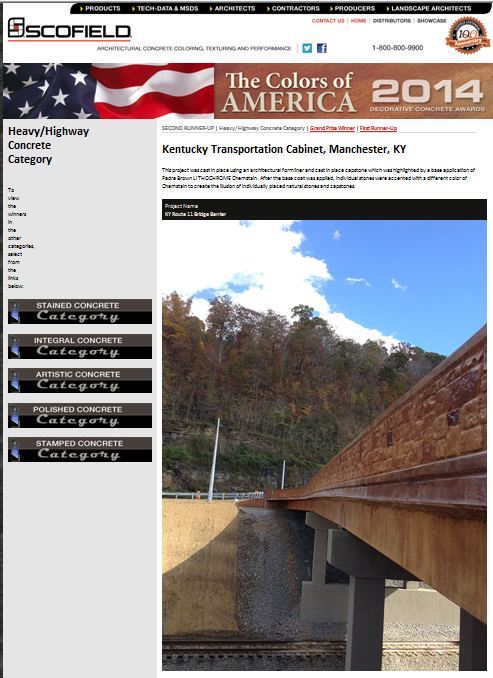 PRODUCTS TECH-DATA & MSDS ARCHITECTS CONTRACTORS PRODUCERS LANDSCAPE ARCHITECTS
CONTACT US | HOME | DISTRIBUTORS | SHOWCASE
SCOFIELD
100
ARCHITECTURAL CONCRETE COLORING, TEXTURING AND PERFORMANCE
1-800-800-9900
The Colors of
AMERICA
2014
DECORATIVE CONCRETE AWARDS
Heavy/Highway
Concrete
Category
To
view
the
winners
in
the
other
categories,
select
from
the
links
below:
STAINED CONCRETE
Category
INTEGRAL CONCRETE
Category
ARTISTIC CONCRETE
Category
POLISHED CONCRETE
Category
STAMPED CONCRETE
Category
SECOND RUNNER-UP | Heavy/Highway Concrete Category | Grand Prize Winner | First Runner-Up
Kentucky Transportation Cabinet, Manchester, KY
This project was cast in place using an architectural formliner and cast in place capstone which was highlighted by a base application of
Padre Brown LITHOCHROME Chemstain. After the base coat was applied, individual stones were accented with a different color of
Chemstain to create the illusion of individually placed natural stones and capstones.
Project Name
KY Route 11 Bridge Barrier